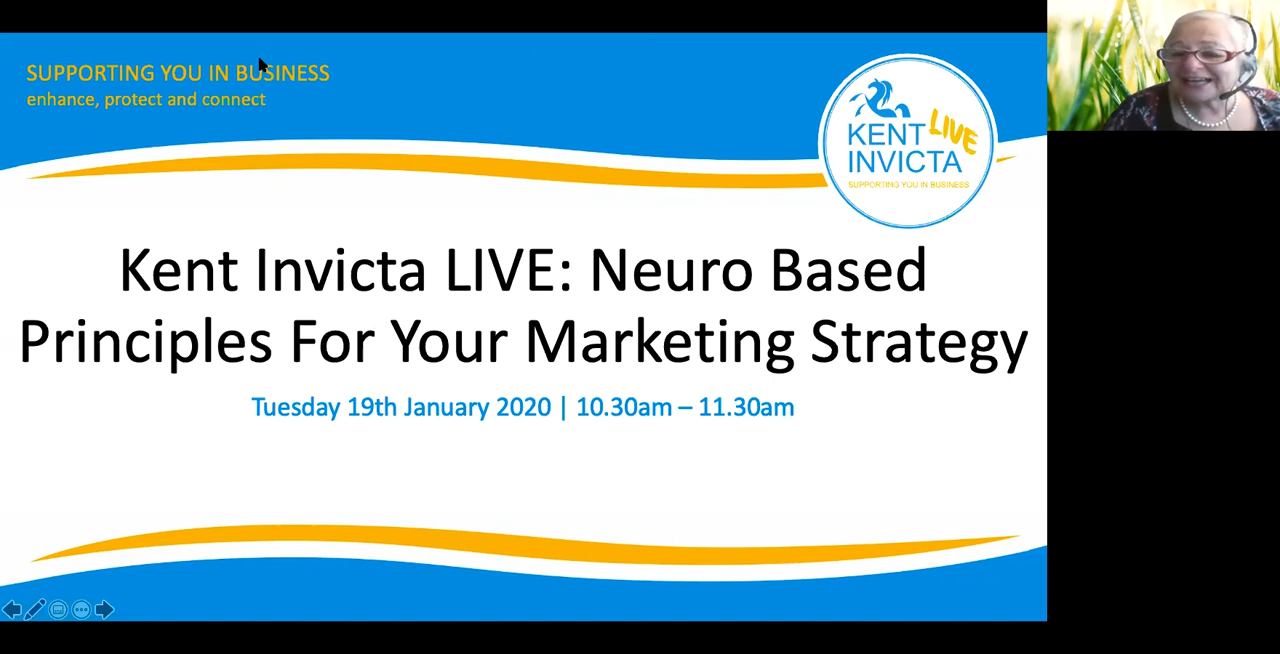 SUPPORTING YOU IN BUSINESS
enhance, protect and connect
KENT LIVE
INVICTA
SUPPORTING YOU IN BUSINESS
Kent Invicta LIVE: Neuro Based
Principles For Your Marketing Strategy
Tuesday 19th January 2020 | 10.30am – 11.30am